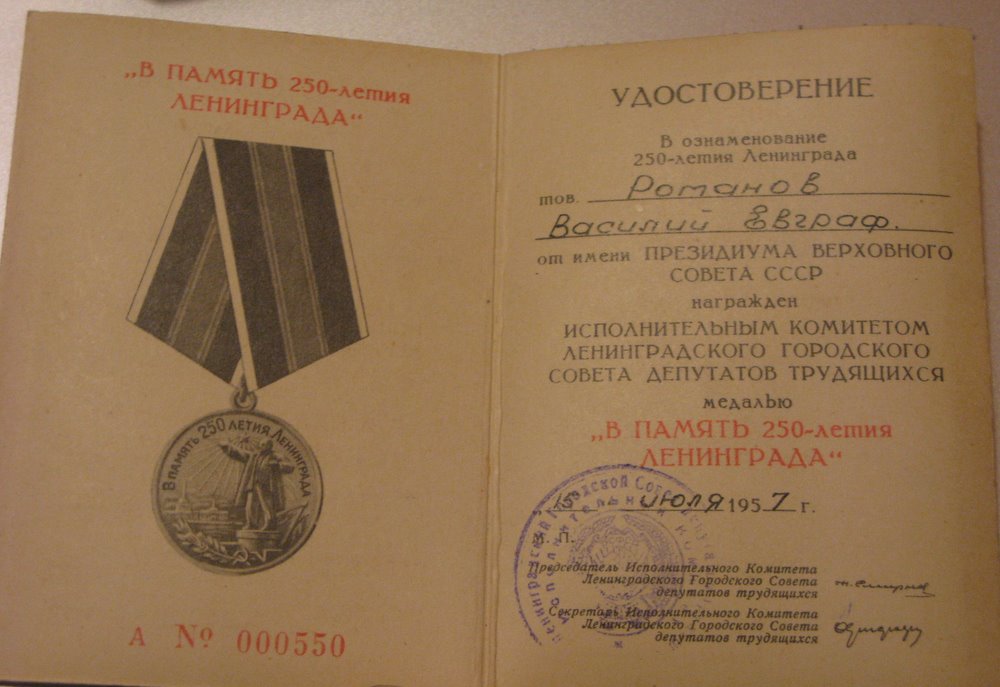 „В ПАМЯТЬ 250-летия
ЛЕНИНГРАДА“
В ПАМЯТЬ 250 ЛЕТИЯ ЛЕНИНГРАДА
А № 000550
УДОСТОВЕРЕНИЕ
В ознаменование
250-летия Ленинграда
тов. Романов
Василий Евграф.
от имени ПРЕЗИДИУМА ВЕРХОВНОГО
СОВЕТА СССР
награжден
ИСПОЛНИТЕЛЬНЫМ КОМИТЕТОМ
ЛЕНИНГРАДСКОГО ГОРОДСКОГО
СОВЕТА ДЕПУТАТОВ ТРУДЯЩИХСЯ
медалью
„В ПАМЯТЬ 250-летия
ЛЕНИНГРАДА“
июля 1957 г.
М. П.
Председатель Исполнительного Комитета
Ленинградского Городского Совета
депутатов трудящихся
Секретарь Исполнительного Комитета
Ленинградского Городского Совета
депутатов трудящихся